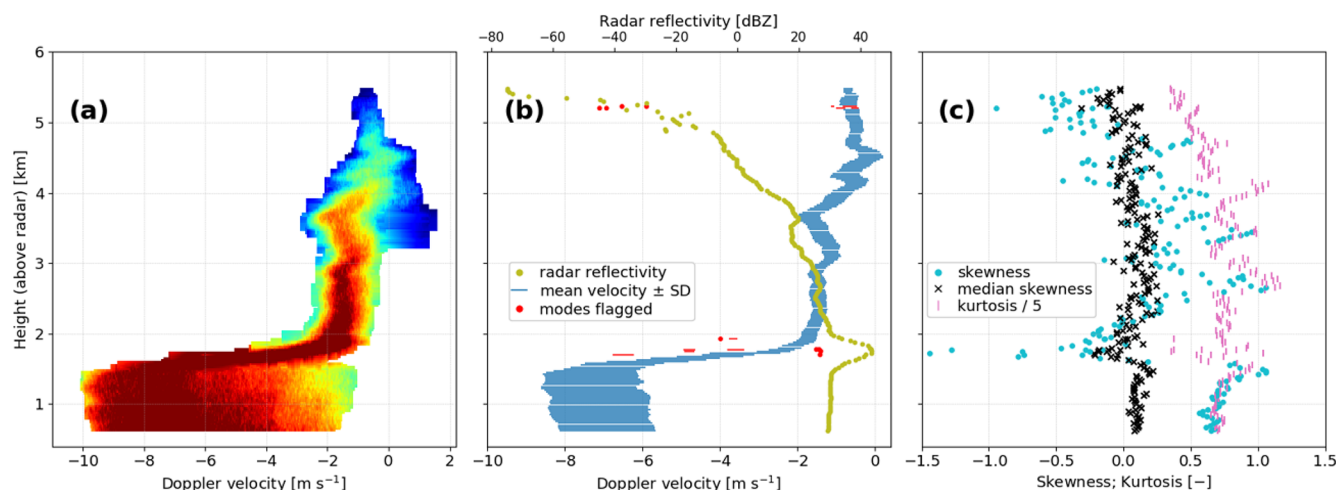 Radar reflectivity [dBZ]
−80 −60 −40 −20 0 20 40
6
5
4
3
2
1
Height (above radar) [km]
(a)
(b)
(c)
radar reflectivity
mean velocity ± SD
modes flagged
skewness
median skewness
kurtosis / 5
−10 −8 −6 −4 −2 0 2
−10 −8 −6 −4 −2 0
−1.5 −1.0 −0.5 0.0 0.5 1.0 1.5
Doppler velocity [m s⁻¹]
Doppler velocity [m s⁻¹]
Skewness; Kurtosis [−]